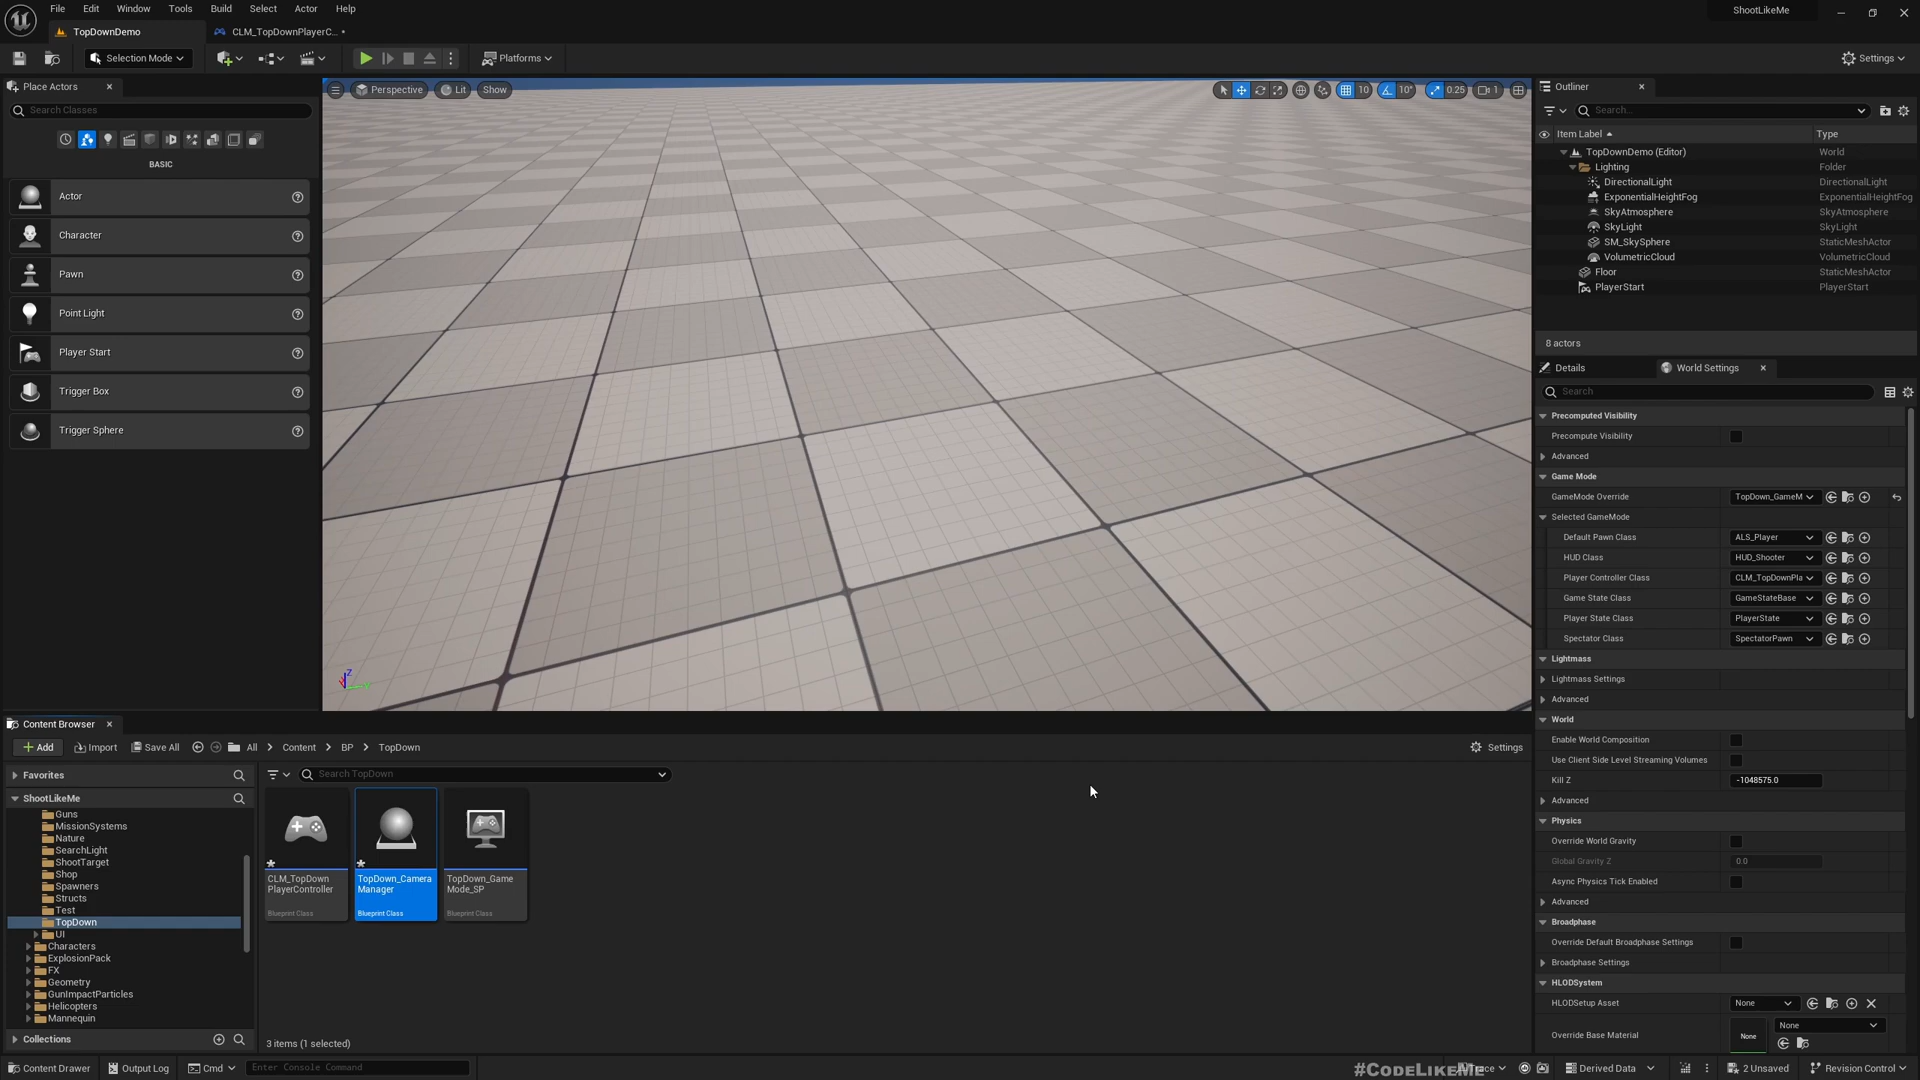 File Edit Window Tools Build Select Actor Help
ShootLikeMe
TopDownDemo
CLM_TopDownPlayerC... •
Selection Mode
Platforms
Settings
Place Actors
Search Classes
BASIC
Actor
Character
Pawn
Point Light
Player Start
Trigger Box
Trigger Sphere
Perspective
Lit
Show
10
10°
0.25
1
Z
Outliner
Search...
Item Label
Type
TopDownDemo (Editor) World
Lighting Folder
DirectionalLight DirectionalLight
ExponentialHeightFog ExponentialHeightFog
SkyAtmosphere SkyAtmosphere
SkyLight SkyLight
SM_SkySphere StaticMeshActor
VolumetricCloud VolumetricCloud
Floor StaticMeshActor
PlayerStart PlayerStart
8 actors
Details
World Settings
Search
Precomputed Visibility
Precompute Visibility
Advanced
Game Mode
GameMode Override TopDown_GameM
Selected GameMode
Default Pawn Class ALS_Player
HUD Class HUD_Shooter
Player Controller Class CLM_TopDownPla
Game State Class GameStateBase
Player State Class PlayerState
Spectator Class SpectatorPawn
Lightmass
Lightmass Settings
Advanced
World
Enable World Composition
Use Client Side Level Streaming Volumes
Kill Z -1048575.0
Advanced
Physics
Override World Gravity
Global Gravity Z 0.0
Async Physics Tick Enabled
Advanced
Broadphase
Override Default Broadphase Settings
Broadphase Settings
HLODSystem
HLODSetup Asset None
Override Base Material None None
Content Browser
Add
Import
Save All
All
Content
BP
TopDown
Settings
Favorites
ShootLikeMe
Guns
MissionSystems
Nature
SearchLight
ShootTarget
Shop
Spawners
Structs
Test
TopDown
UI
Characters
ExplosionPack
FX
Geometry
GunImpactParticles
Helicopters
Mannequin
Collections
Search TopDown
CLM_TopDown
PlayerController
Blueprint Class
TopDown_Camera
Manager
Blueprint Class
TopDown_Game
Mode_SP
Blueprint Class
3 items (1 selected)
Content Drawer
Output Log
Cmd
Enter Console Command
#CodeLikeMe
Trace
Derived Data
2 Unsaved
Revision Control